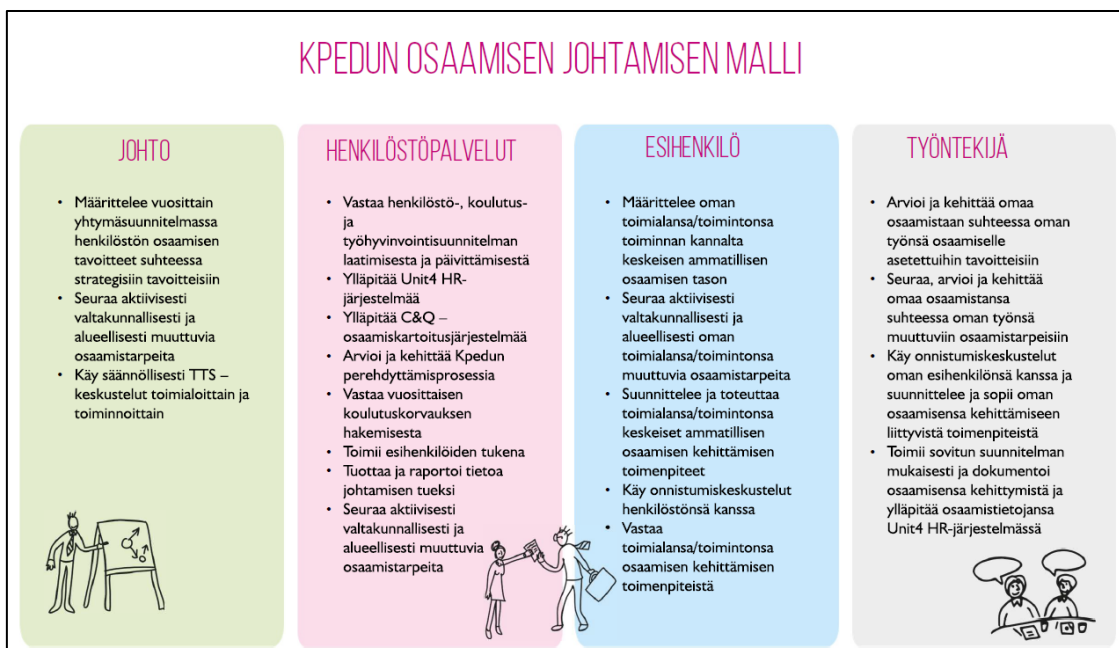 KPEDUN OSAAMISEN JOHTAMISEN MALLI
JOHTO
• Määrittelee vuosittain
yhtymäsuunnitelmassa
henkilöstön osaamisen
tavoitteet suhteessa
strategisiin tavoitteisiin
• Seuraa aktiivisesti
valtakunnallisesti ja
alueellisesti muuttuvia
osaamistarpeita
• Käy säännöllisesti TTS –
keskustelut toimialoittain ja
toiminnoittain
HENKILÖSTÖPALVELUT
• Vastaa henkilöstö-, koulutus-
ja
työhyvinvointisuunnitelman
laatimisesta ja päivittämisestä
• Ylläpitää Unit4 HR-
järjestelmää
• Ylläpitää C&Q –
osaamiskartoitusjärjestelmää
• Arvioi ja kehittää Kpedun
perehdyttämisprosessia
• Vastaa vuosittaisen
koulutuskorvauksen
hakemisesta
• Toimii esihenkilöiden tukena
• Tuottaa ja raportoi tietoa
johtamisen tueksi
• Seuraa aktiivisesti
valtakunnallisesti ja
alueellisesti muuttuvia
osaamistarpeita
ESIHENKILÖ
• Määrittelee oman
toimialansa/toimintonsa
toiminnan kannalta
keskeisen ammatillisen
osaamisen tason
• Seuraa aktiivisesti
valtakunnallisesti ja
alueellisesti oman
toimialansa/toimintonsa
muuttuvia osaamistarpeita
• Suunnittelee ja toteuttaa
toimialansa/toimintonsa
keskeiset ammatillisen
osaamisen kehittämisen
toimenpiteet
• Käy onnistumiskeskustelut
henkilöstönsä kanssa
• Vastaa
toimialansa/toimintonsa
osaamisen kehittämisen
toimenpiteistä
TYÖNTEKIJÄ
• Arvioi ja kehittää omaa
osaamistaan suhteessa oman
työnsä osaamiselle
asetettuihin tavoitteisiin
• Seuraa, arvioi ja kehittää
omaa osaamistansa
suhteessa oman työnsä
muuttuviin osaamistarpeisiin
• Käy onnistumiskeskustelut
oman esihenkilönsä kanssa ja
suunnittelee ja sopii oman
osaamisensa kehittämiseen
liittyvistä toimenpiteistä
• Toimii sovitun suunnitelman
mukaisesti ja dokumentoi
osaamisensa kehittymistä ja
ylläpitää osaamistietojansa
Unit4 HR-järjestelmässä